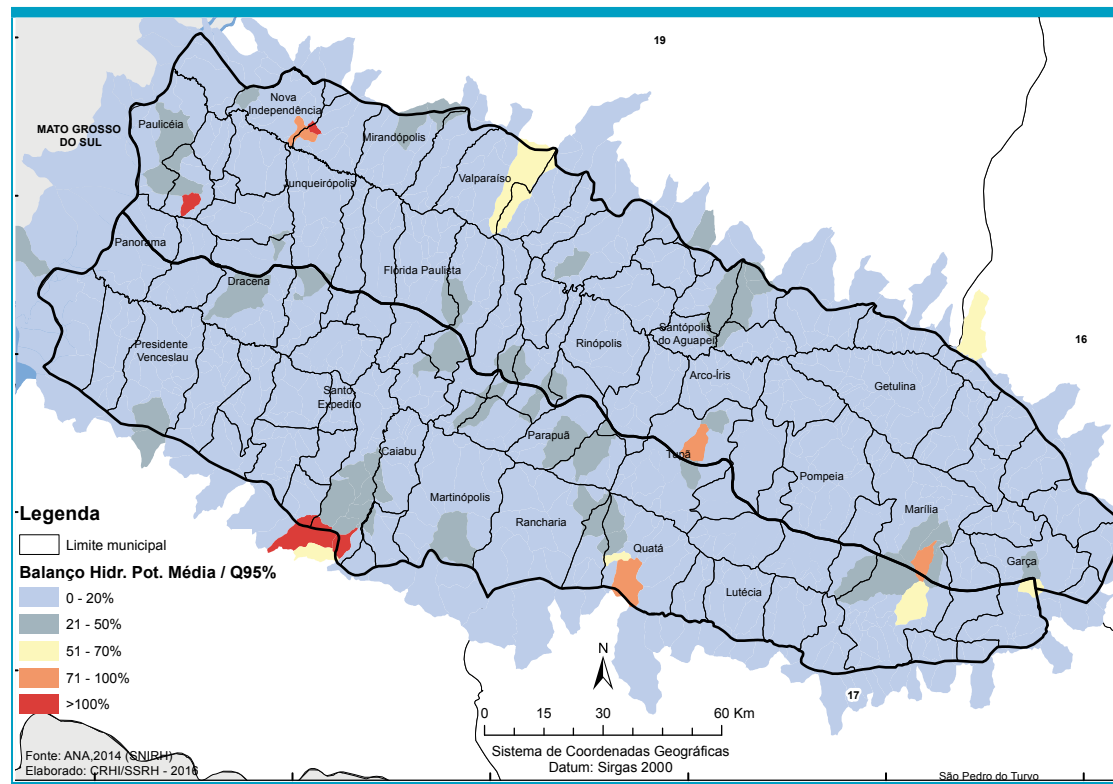 19
MATO GROSSO
DO SUL
Nova
Independência
Paulicéia
Mirandópolis
Junqueirópolis
Valparaíso
Panorama
Flórida Paulista
Dracena
Santópolis
do Aguapeí
Presidente
Venceslau
Rinópolis
16
Arco-Íris
Getulina
Santo
Expedito
Parapuã
Caiabu
Tupã
Pompeia
Martinópolis
Marília
Rancharia
Quatá
Garça
Lutécia
17
Legenda
Limite municipal
Balanço Hidr. Pot. Média / Q95%
0 - 20%
21 - 50%
51 - 70%
71 - 100%
>100%
N
0 15 30 60 Km
Sistema de Coordenadas Geográficas
Datum: Sirgas 2000
Fonte: ANA,2014 (SNIRH)
Elaborado: CRHI/SSRH - 2016
São Pedro do Turvo